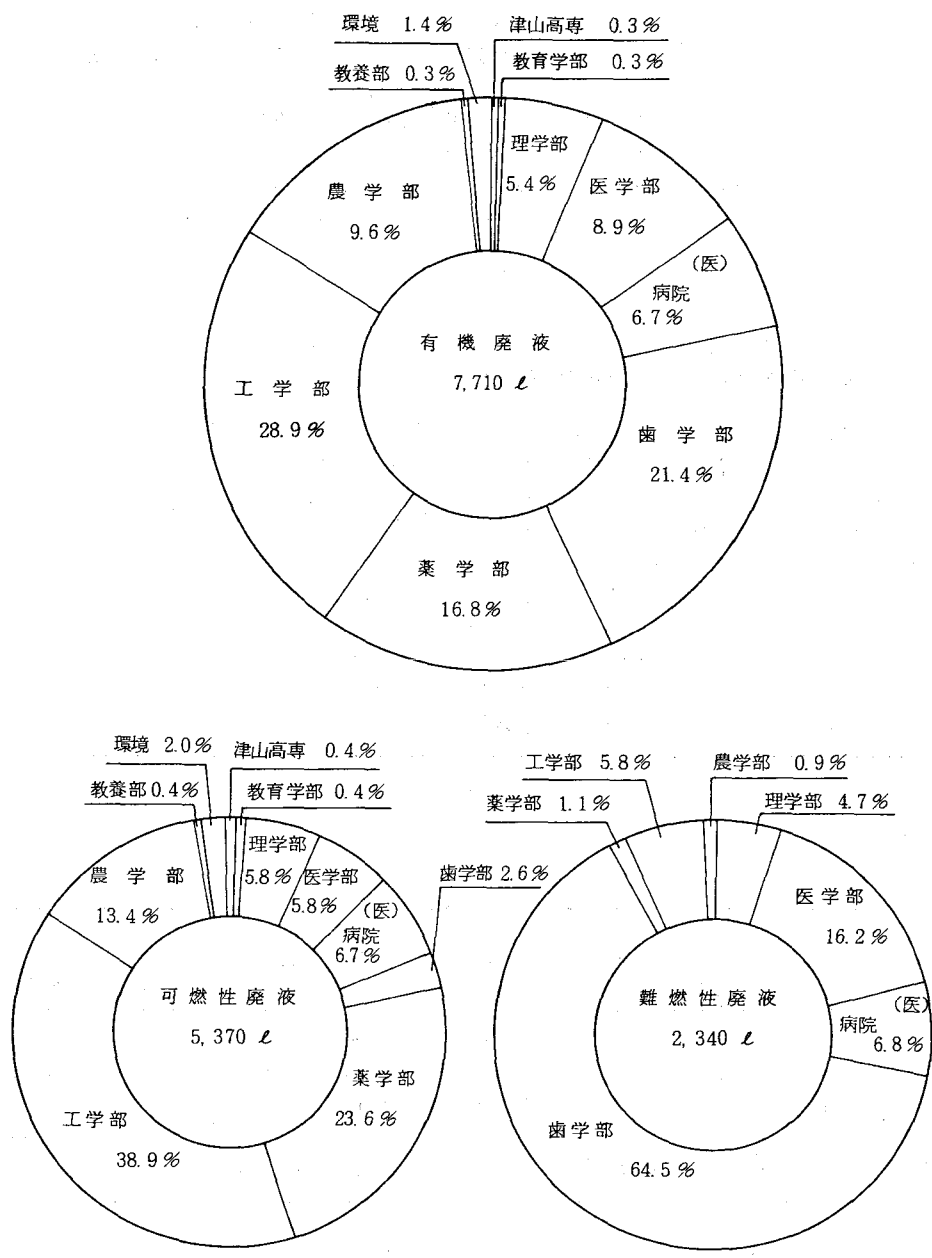 環境 1.4%
津山高専 0.3%
教養部 0.3%
教育学部 0.3%
理学部
5.4%
医学部
8.9%
(医)
病院
6.7%
歯学部
21.4%
薬学部
16.8%
工学部
28.9%
農学部
9.6%
有機廃液
7,710 ℓ
環境 2.0%
津山高専 0.4%
教養部 0.4%
教育学部 0.4%
理学部
5.8%
医学部
5.8%
(医)
病院
6.7%
歯学部 2.6%
薬学部
23.6%
工学部
38.9%
農学部
13.4%
可燃性廃液
5,370 ℓ
工学部 5.8%
農学部 0.9%
薬学部 1.1%
理学部 4.7%
医学部
16.2%
(医)
病院
6.8%
歯学部
64.5%
難燃性廃液
2,340 ℓ